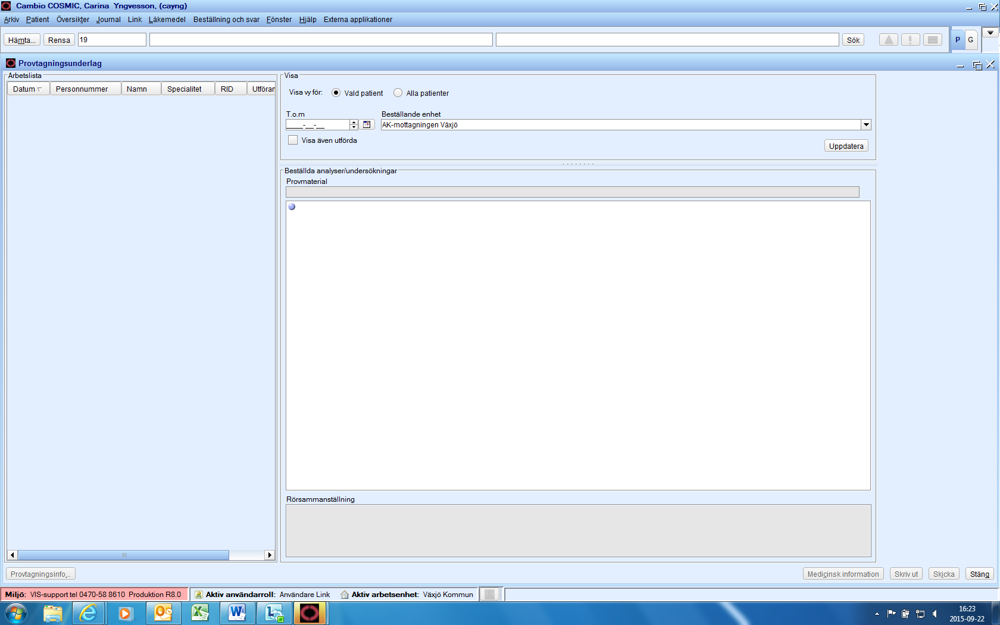 Cambio COSMIC, Carina Yngvesson, (cayng)
Arkiv Patient Översikter Journal Link Läkemedel Beställning och svar Fönster Hjälp Externa applikationer
Hämta... Rensa 19 Sök P G
Provtagningsunderlag
Arbetslista
Datum Personnummer Namn Specialitet RID Utföran
Visa
Visa vy för: Vald patient Alla patienter
T.o.m Beställande enhet
____-__-__ AK-mottagningen Växjö
Visa även utförda
Uppdatera
Beställda analyser/undersökningar
Provmaterial
Rörsammanställning
Provtagningsinfo... Medicinsk information Skriv ut Skicka Stäng
Miljö: VIS-support tel 0470-58 8610 Produktion R8.0 Aktiv användarroll: Användare Link Aktiv arbetsenhet: Växjö Kommun
16:23
2015-09-22